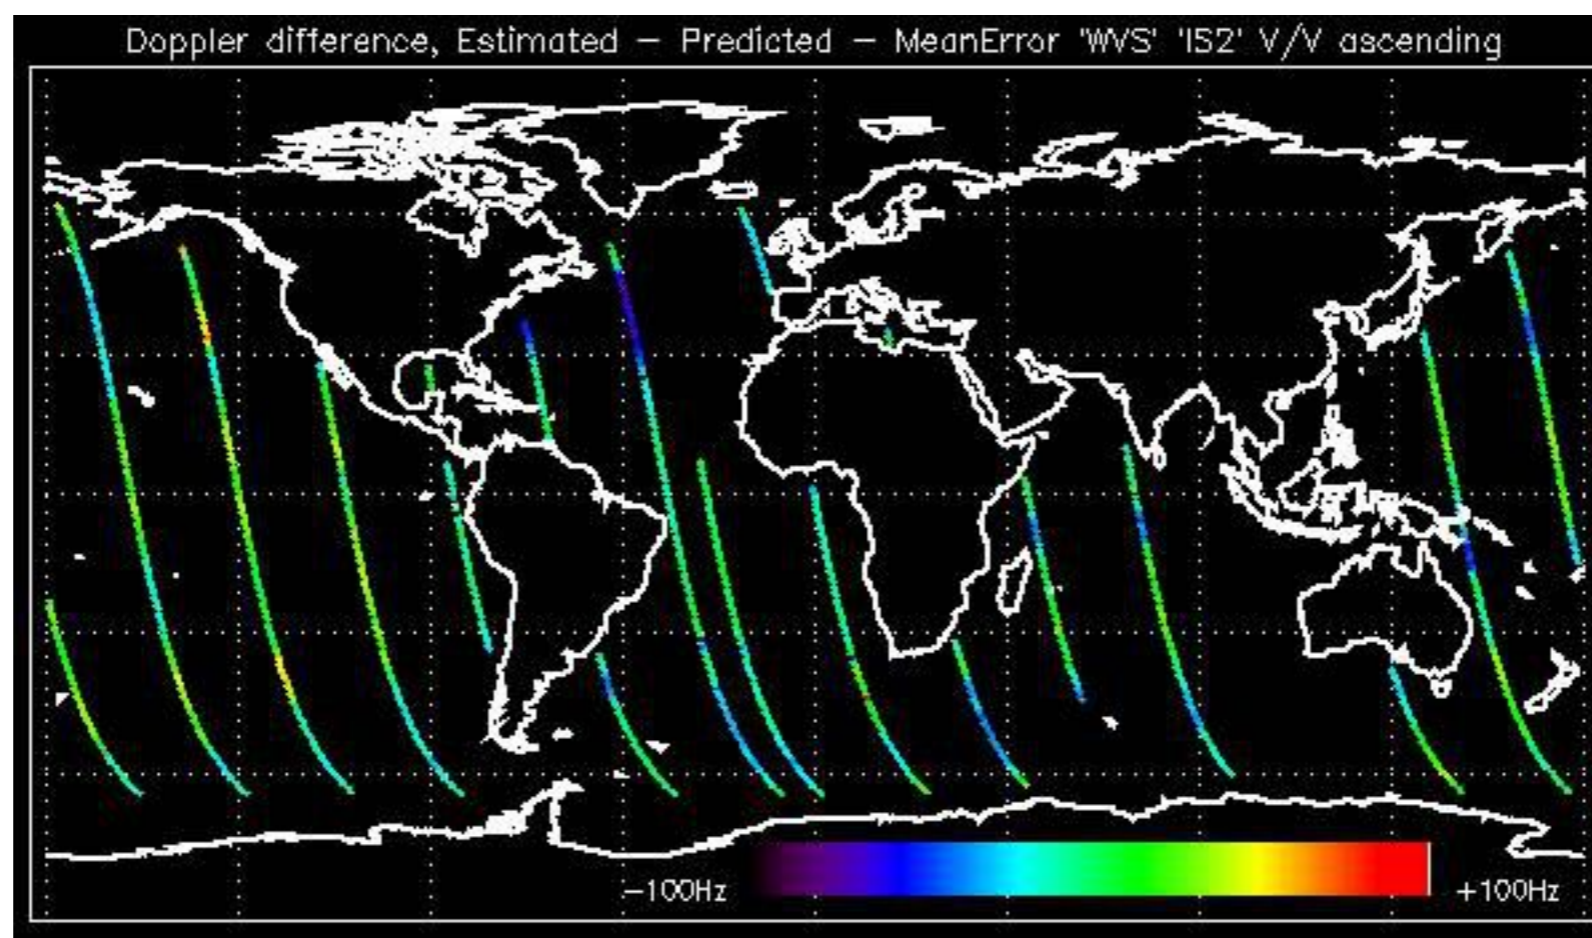 Doppler difference, Estimated – Predicted – MeanError 'WVS' 'IS2' V/V ascending
−100Hz +100Hz